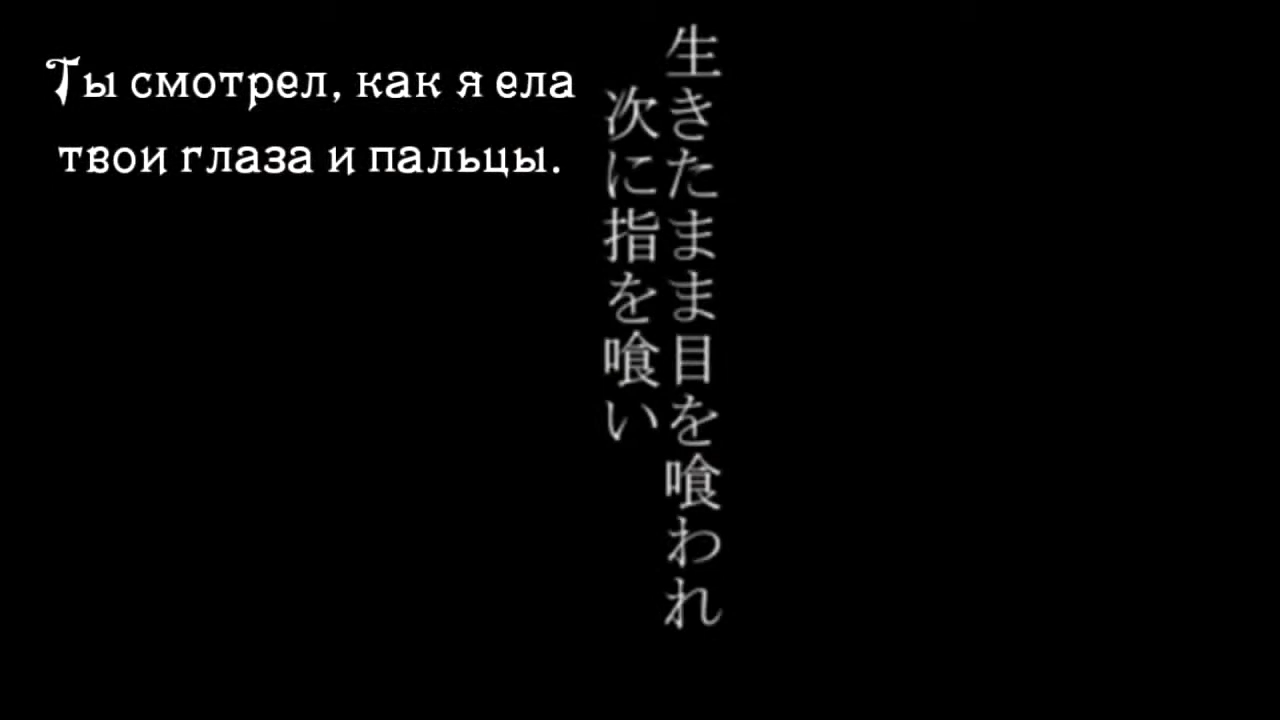 Ты смотрел, как я ела
твои глаза и пальцы.
生きたまま目を喰われ
次に指を喰い